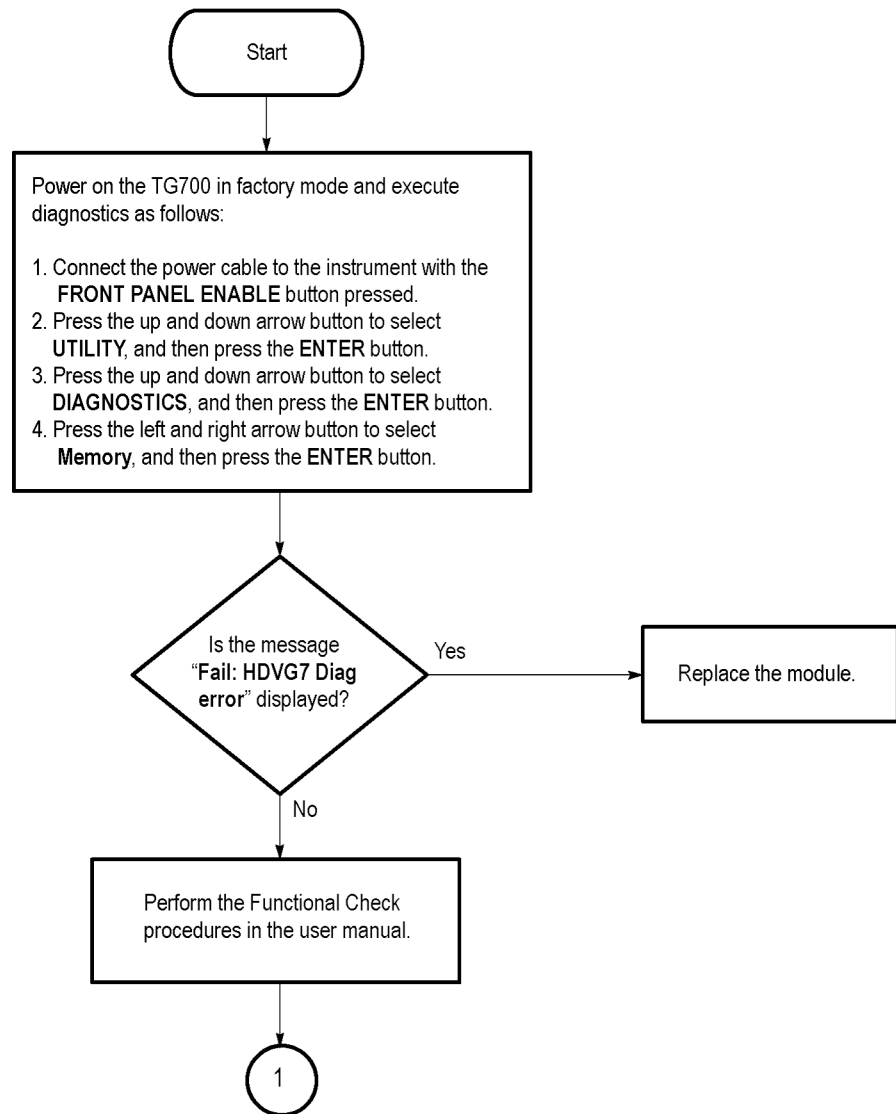 Start
Power on the TG700 in factory mode and execute
diagnostics as follows:
1. Connect the power cable to the instrument with the
FRONT PANEL ENABLE button pressed.
2. Press the up and down arrow button to select
UTILITY, and then press the ENTER button.
3. Press the up and down arrow button to select
DIAGNOSTICS, and then press the ENTER button.
4. Press the left and right arrow button to select
Memory, and then press the ENTER button.
Is the message
“Fail: HDVG7 Diag
error” displayed?
Yes
Replace the module.
No
Perform the Functional Check
procedures in the user manual.
1